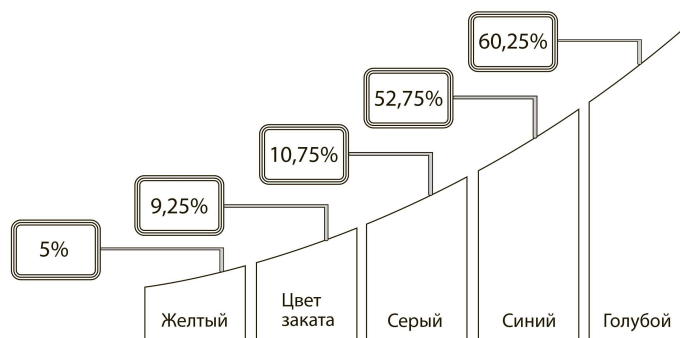 60,25%
52,75%
10,75%
9,25%
5%
Желтый
Цвет
заката
Серый
Синий
Голубой